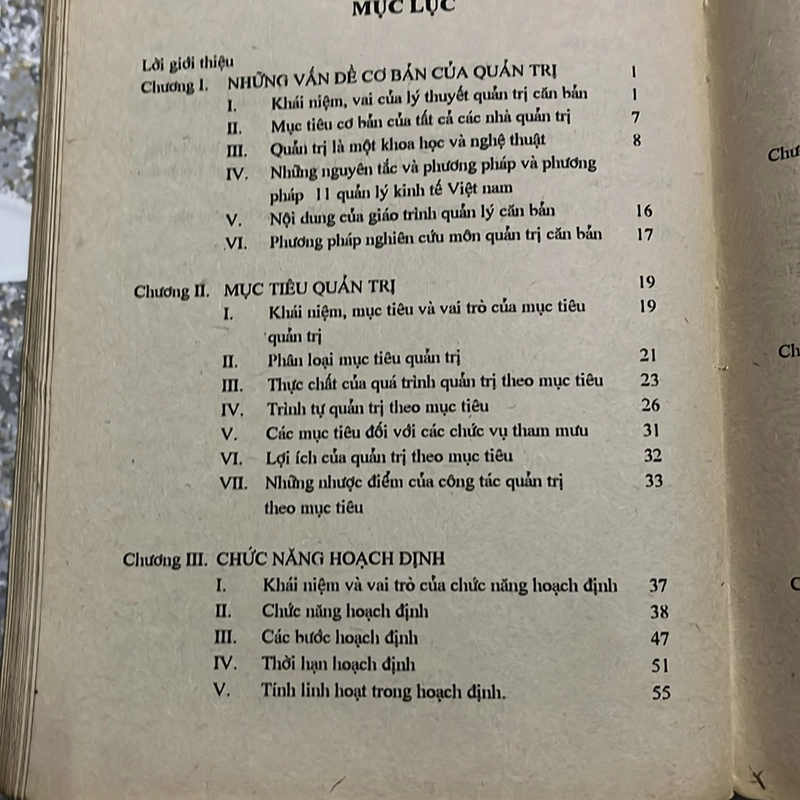 MỤC LỤC
Lời giới thiệu
Chương I. NHỮNG VẤN DỀ CƠ BẢN CỦA QUẢN TRỊ 1
I. Khái niệm, vai của lý thuyết quản trị căn bản 1
II. Mục tiêu cơ bản của tất cả các nhà quản trị 7
III. Quản trị là một khoa học và nghệ thuật 8
IV. Những nguyên tắc và phương pháp và phương
pháp 11 quản lý kinh tế Việt nam
V. Nội dung của giáo trình quản lý căn bản 16
VI. Phương pháp nghiên cứu môn quản trị căn bản 17
Chương II. MỤC TIÊU QUẢN TRỊ 19
I. Khái niệm, mục tiêu và vai trò của mục tiêu 19
quản trị
II. Phân loại mục tiêu quản trị 21
III. Thực chất của quá trình quản trị theo mục tiêu 23
IV. Trình tự quản trị theo mục tiêu 26
V. Các mục tiêu đối với các chức vụ tham mưu 31
VI. Lợi ích của quản trị theo mục tiêu 32
VII. Những nhược điểm của công tác quản trị 33
theo mục tiêu
Chương III. CHỨC NĂNG HOẠCH DỊNH
I. Khái niệm và vai trò của chức năng hoạch định 37
II. Chức năng hoạch định 38
III. Các bước hoạch định 47
IV. Thời hạn hoạch định 51
V. Tính linh hoạt trong hoạch định. 55